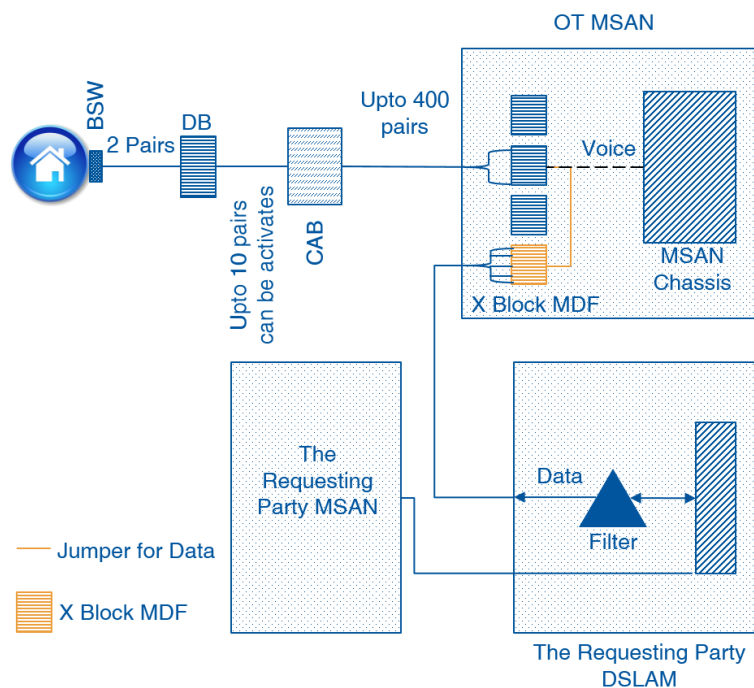 OT MSAN
BSW
2 Pairs
DB
Upto 10 pairs
can be activates
CAB
Upto 400
pairs
Voice
MSAN
Chassis
X Block MDF
The
Requesting
Party MSAN
Data
Filter
The Requesting Party
DSLAM
Jumper for Data
X Block MDF